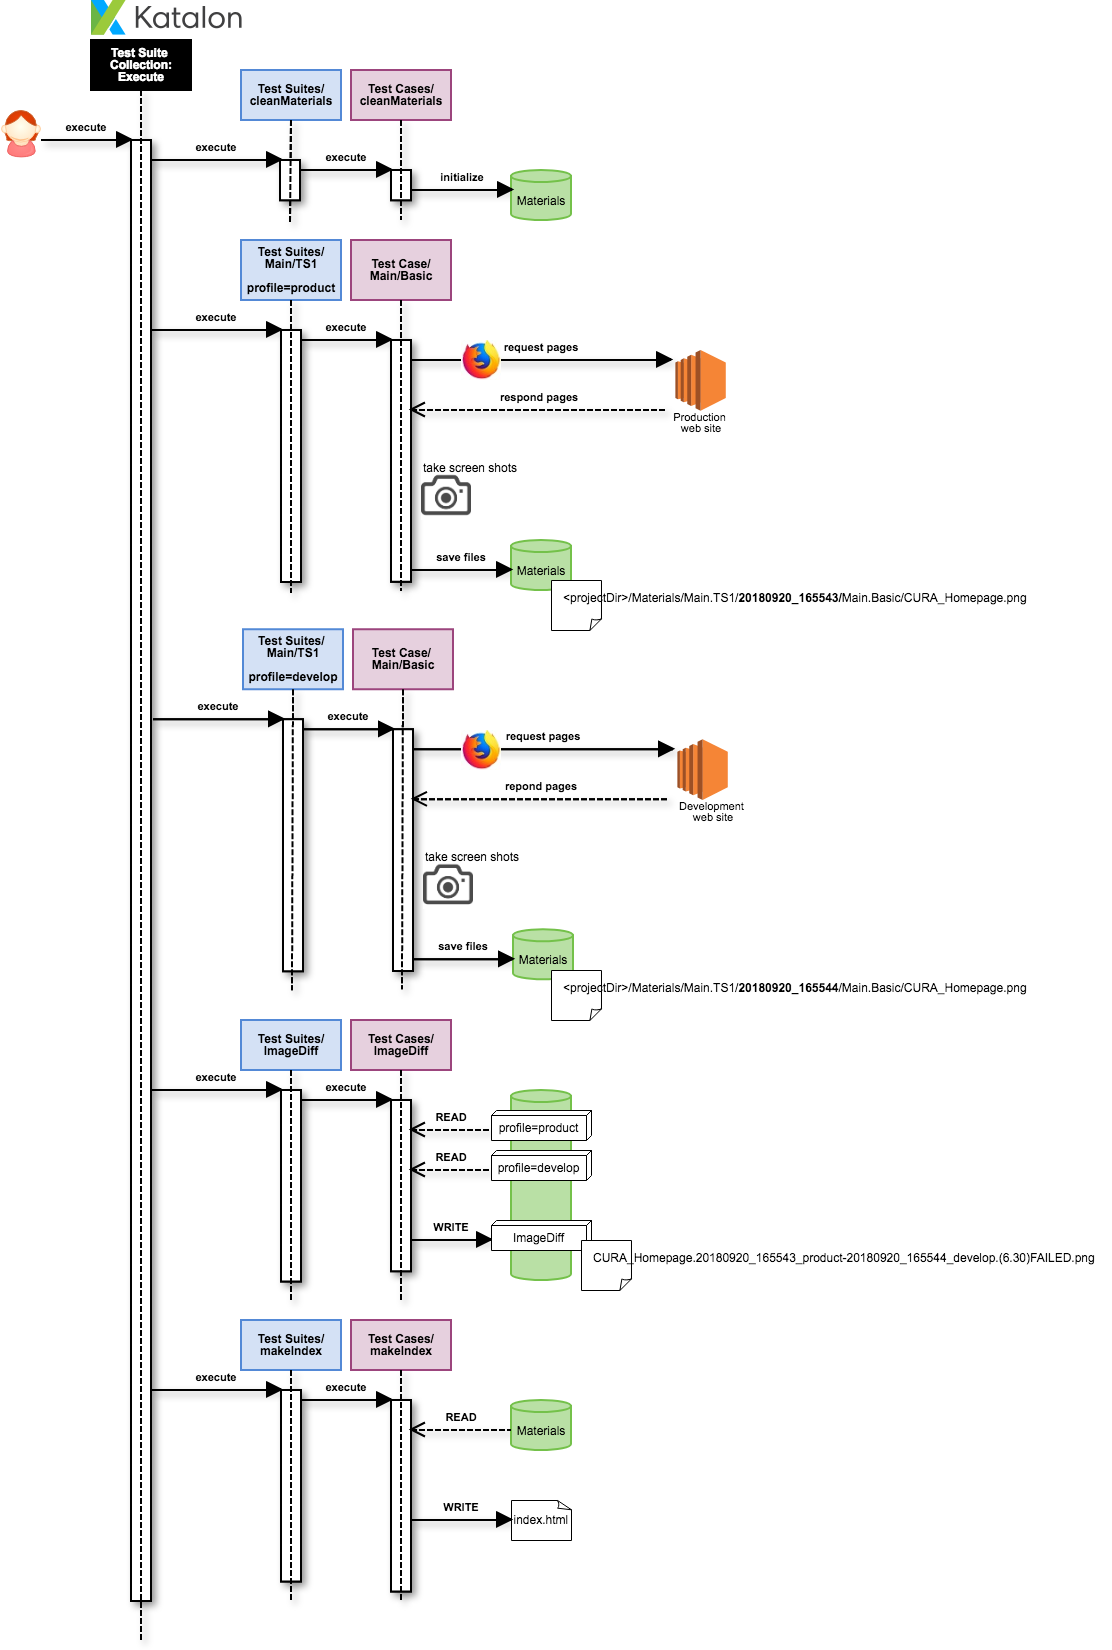 Katalon
Test Suite
Collection:
Execute
Test Suites/
cleanMaterials
Test Cases/
cleanMaterials
execute
execute
execute
initialize
Materials
Test Suites/
Main/TS1
profile=product
Test Case/
Main/Basic
execute
execute
request pages
respond pages
Production
web site
take screen shots
save files
Materials
<projectDir>/Materials/Main.TS1/20180920_165543/Main.Basic/CURA_Homepage.png
Test Suites/
Main/TS1
profile=develop
Test Case/
Main/Basic
execute
execute
request pages
repond pages
Development
web site
take screen shots
save files
Materials
<projectDir>/Materials/Main.TS1/20180920_165544/Main.Basic/CURA_Homepage.png
Test Suites/
ImageDiff
Test Cases/
ImageDiff
execute
execute
READ
profile=product
READ
profile=develop
WRITE
ImageDiff
CURA_Homepage.20180920_165543_product-20180920_165544_develop.(6.30)FAILED.png
Test Suites/
makeIndex
Test Cases/
makeIndex
execute
execute
READ
Materials
WRITE
index.html